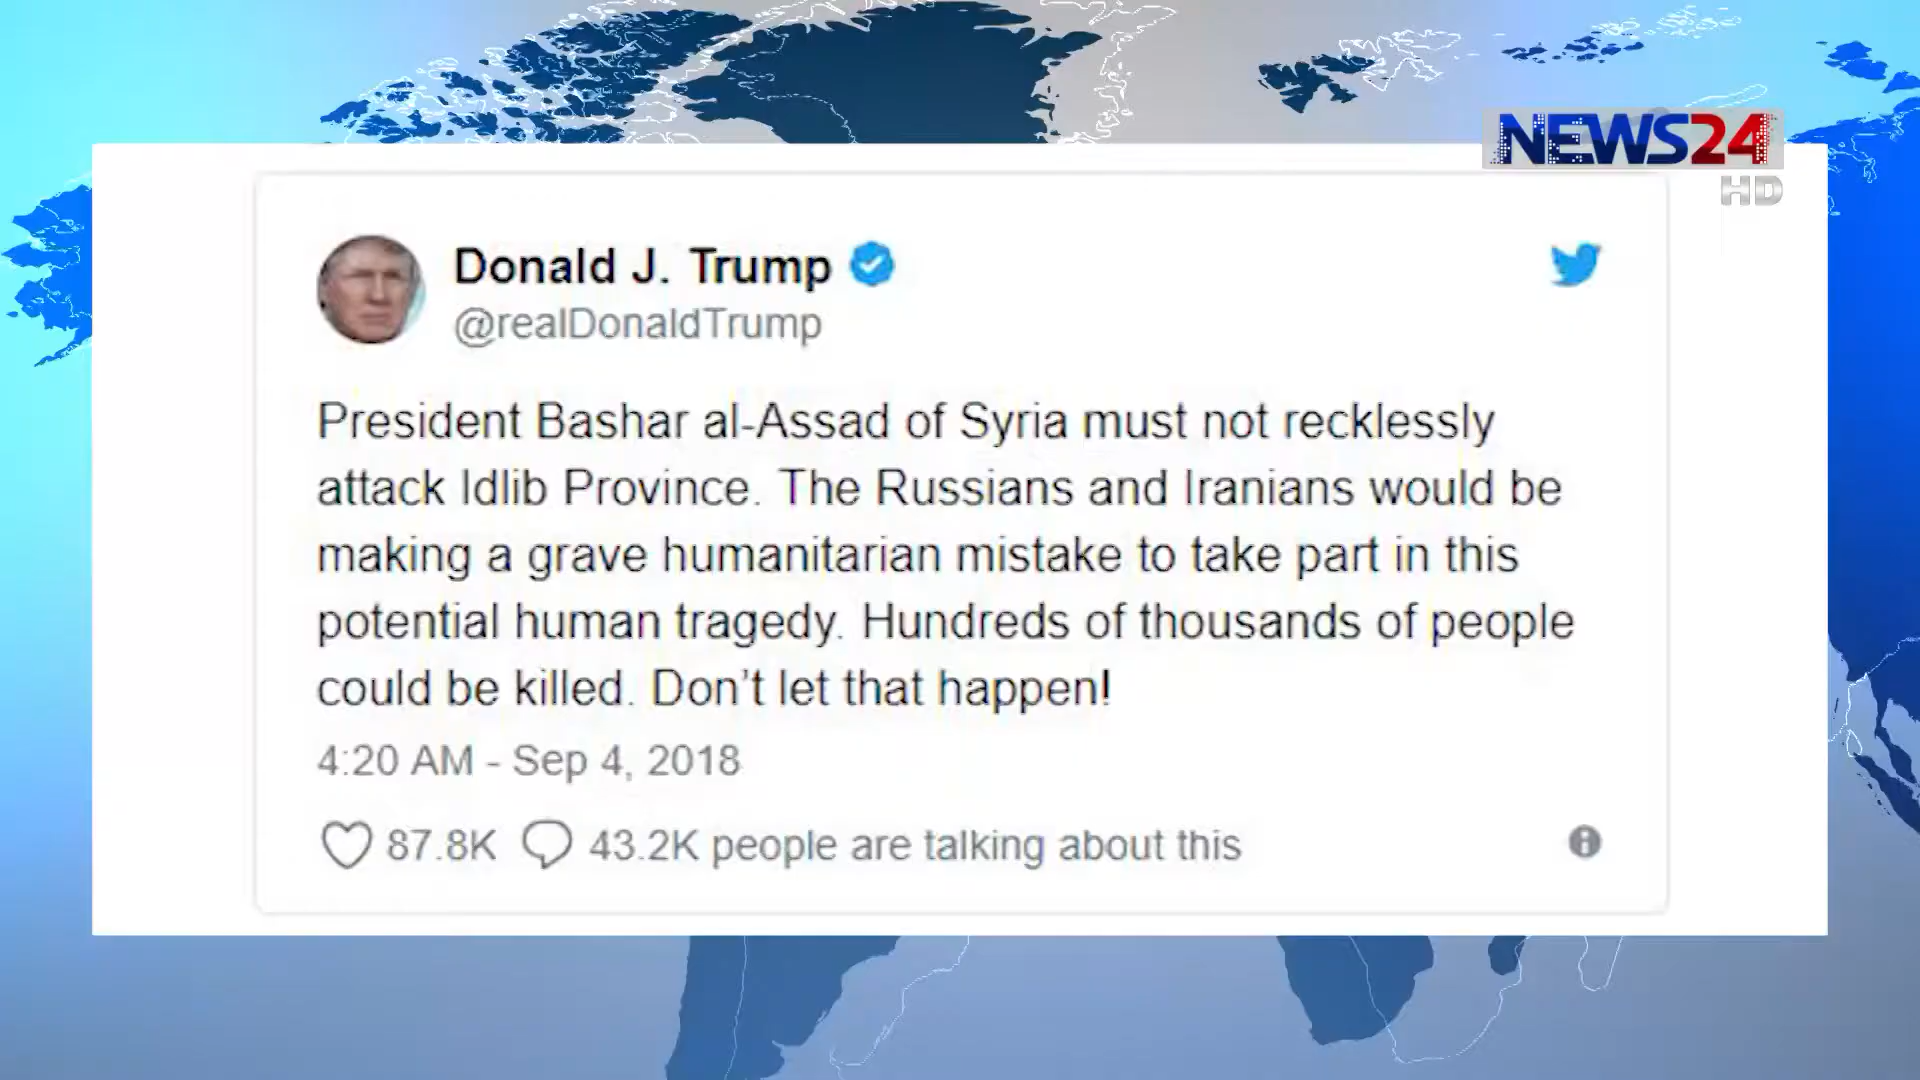 NEWS24
HD
Donald J. Trump
@realDonaldTrump
President Bashar al-Assad of Syria must not recklessly
attack Idlib Province. The Russians and Iranians would be
making a grave humanitarian mistake to take part in this
potential human tragedy. Hundreds of thousands of people
could be killed. Don’t let that happen!
4:20 AM - Sep 4, 2018
87.8K 43.2K people are talking about this